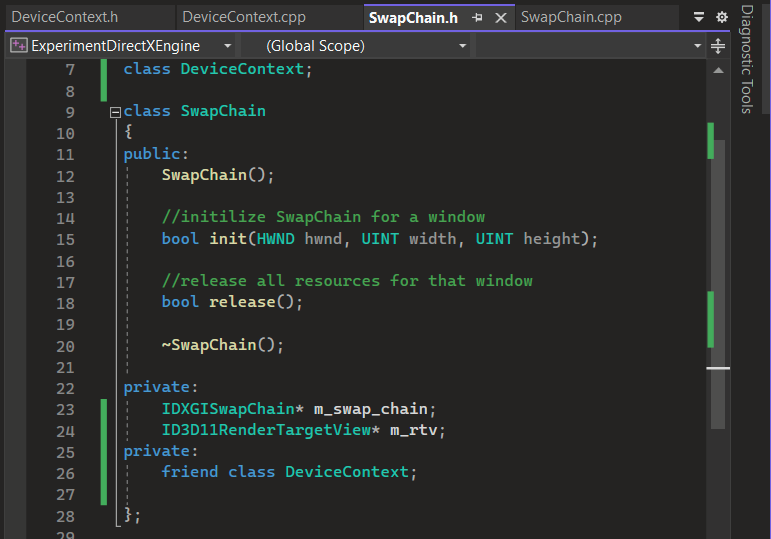 DeviceContext.h DeviceContext.cpp SwapChain.h SwapChain.cpp
ExperimentDirectXEngine (Global Scope)
Diagnostic Tools
7 class DeviceContext;
8
9 class SwapChain
10 {
11 public:
12 SwapChain();
13
14 //initilize SwapChain for a window
15 bool init(HWND hwnd, UINT width, UINT height);
16
17 //release all resources for that window
18 bool release();
19
20 ~SwapChain();
21
22 private:
23 IDXGISwapChain* m_swap_chain;
24 ID3D11RenderTargetView* m_rtv;
25 private:
26 friend class DeviceContext;
27
28 };
29